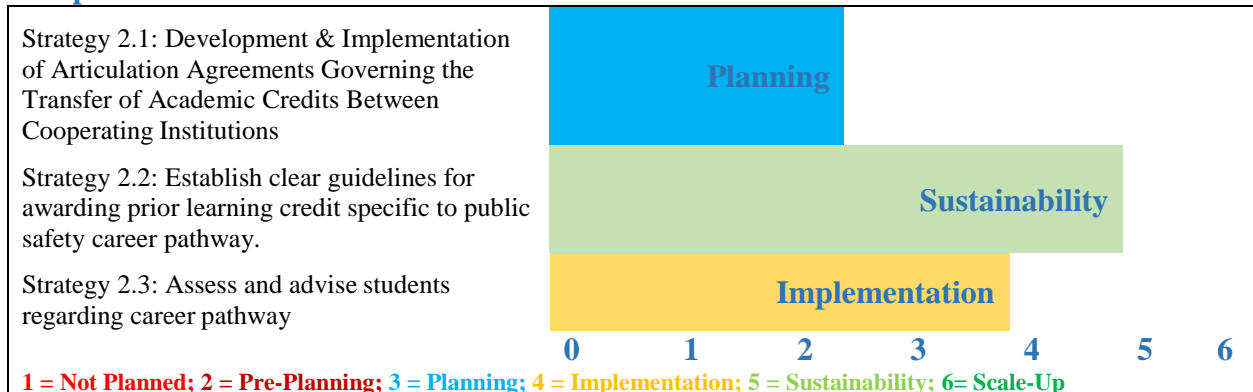 Strategy 2.1: Development & Implementation
of Articulation Agreements Governing the
Transfer of Academic Credits Between
Cooperating Institutions
Planning
Strategy 2.2: Establish clear guidelines for
awarding prior learning credit specific to public
safety career pathway.
Sustainability
Strategy 2.3: Assess and advise students
regarding career pathway
Implementation
0 1 2 3 4 5 6
1 = Not Planned; 2 = Pre-Planning; 3 = Planning; 4 = Implementation; 5 = Sustainability; 6= Scale-Up